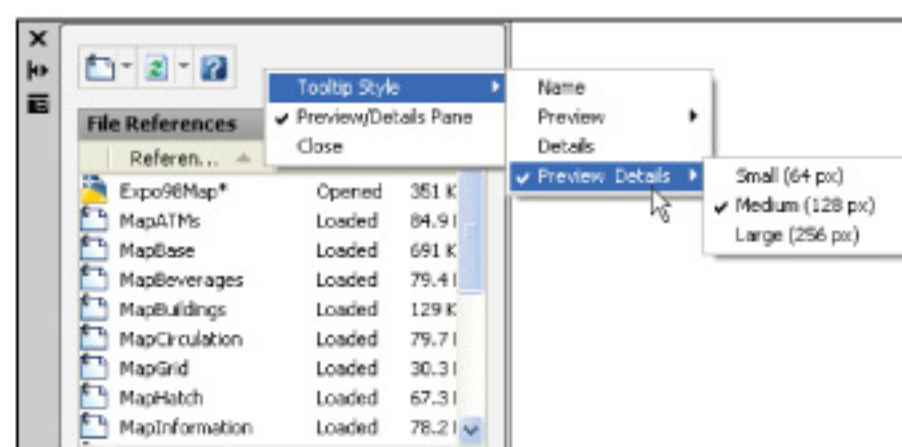 Tooltip Style
Preview/Details Pane
Close
Name
Preview
Details
Preview Details
Small (64 px)
Medium (128 px)
Large (256 px)
File References
Referen...
Expo98Map* Opened 351 K
MapATMs Loaded 84.9
MapBase Loaded 691 K
MapBeverages Loaded 79.4
MapBuildings Loaded 129 K
MapCirculation Loaded 79.7
MapGrid Loaded 30.3
MapHatch Loaded 67.3
MapInformation Loaded 78.2